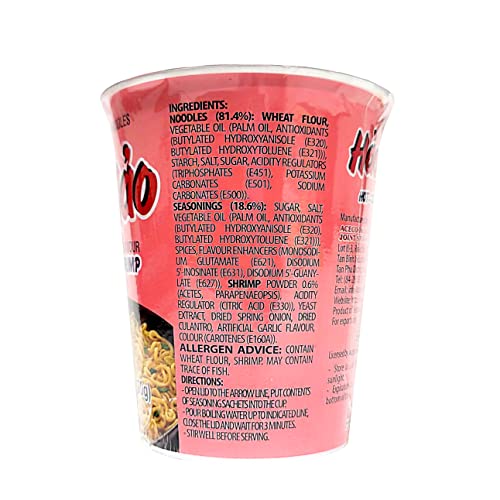 INGREDIENTS:
NOODLES (81.4%): WHEAT FLOUR,
VEGETABLE OIL (PALM OIL, ANTIOXIDANTS
(BUTYLATED HYDROXYANISOLE (E320),
BUTYLATED HYDROXYTOLUENE (E321))),
STARCH, SALT, SUGAR, ACIDITY REGULATORS
(TRIPHOSPHATES (E451), POTASSIUM
CARBONATES (E501), SODIUM
CARBONATES (E500)).
SEASONINGS (18.6%): SUGAR, SALT,
VEGETABLE OIL (PALM OIL, ANTIOXIDANTS
(BUTYLATED HYDROXYANISOLE (E320),
BUTYLATED HYDROXYTOLUENE (E321))),
SPICES, FLAVOUR ENHANCERS (MONOSODI-
UM GLUTAMATE (E621), DISODIUM
5'-INOSINATE (E631), DISODIUM 5'-GUANY-
LATE (E627)), SHRIMP POWDER 0.6%
(ACETES, PARAPENAEOPSIS), ACIDITY
REGULATOR (CITRIC ACID (E330)), YEAST
EXTRACT, DRIED SPRING ONION, DRIED
CULANTRO, ARTIFICIAL GARLIC FLAVOUR,
COLOUR (CAROTENES (E160A)).
ALLERGEN ADVICE: CONTAIN
WHEAT FLOUR, SHRIMP. MAY CONTAIN
TRACE OF FISH.
DIRECTIONS:
- OPEN LID TO THE ARROW LINE, PUT CONTENTS
OF SEASONING SACHETS INTO THE CUP.
- POUR BOILING WATER UP TO INDICATED LINE,
CLOSE THE LID AND WAIT FOR 3 MINUTES.
- STIR WELL BEFORE SERVING.